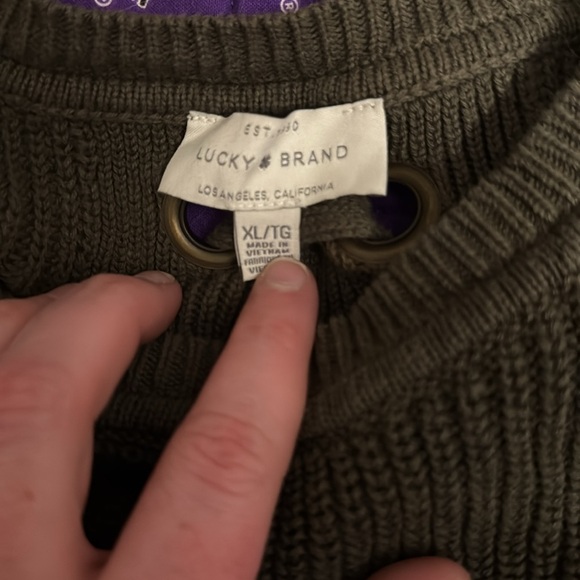 EST. 1990
LUCKY BRAND
LOS ANGELES, CALIFORNIA
XL/TG
MADE IN
VIETNAM
®